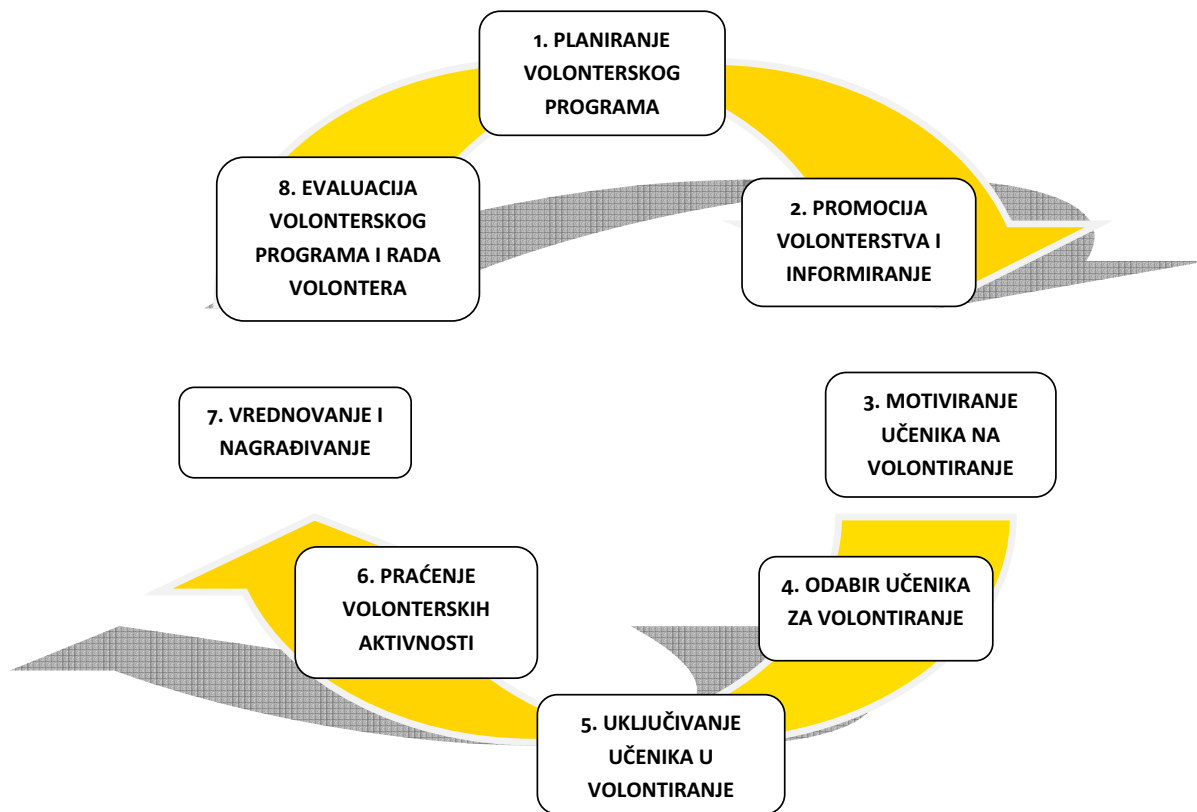 1. PLANIRANJE
VOLONTERSKOG
PROGRAMA
2. PROMOCIJA
VOLONTERSTVA I
INFORMIRANJE
3. MOTIVIRANJE
UČENIKA NA
VOLONTIRANJE
4. ODABIR UČENIKA
ZA VOLONTIRANJE
5. UKLJUČIVANJE
UČENIKA U
VOLONTIRANJE
6. PRAĆENJE
VOLONTERSKIH
AKTIVNOSTI
7. VREDNOVANJE I
NAGRAĐIVANJE
8. EVALUACIJA
VOLONTERSKOG
PROGRAMA I RADA
VOLONTERA